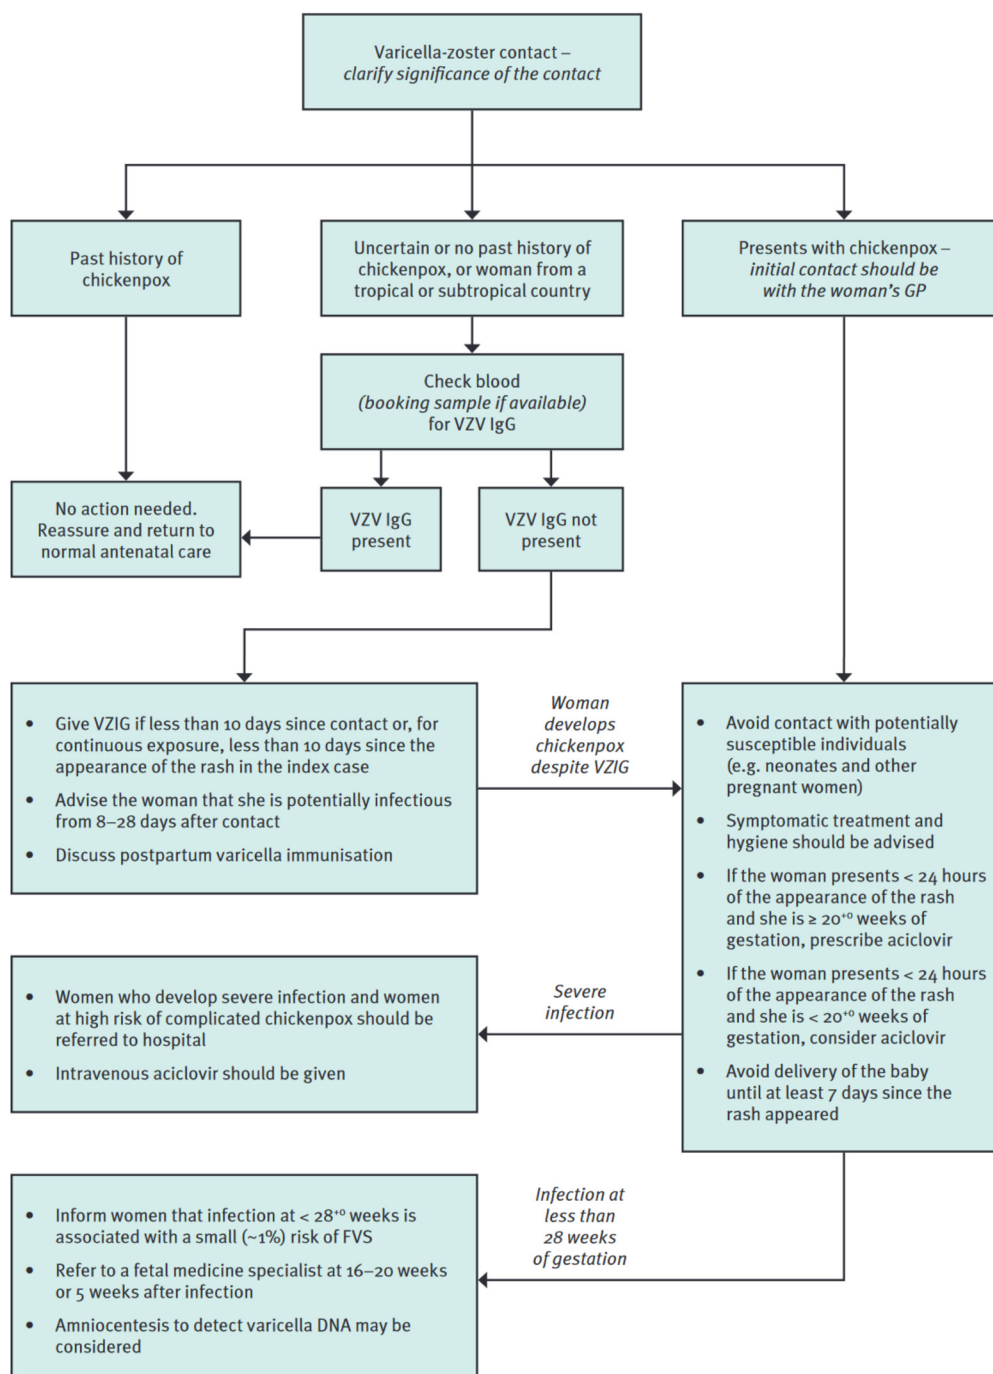 Varicella-zoster contact –
clarify significance of the contact
Past history of
chickenpox
Uncertain or no past history of
chickenpox, or woman from a
tropical or subtropical country
Presents with chickenpox –
initial contact should be
with the woman's GP
Check blood
(booking sample if available)
for VZV IgG
No action needed.
Reassure and return to
normal antenatal care
VZV IgG
present
VZV IgG not
present
• Give VZIG if less than 10 days since contact or, for
continuous exposure, less than 10 days since the
appearance of the rash in the index case
• Advise the woman that she is potentially infectious
from 8–28 days after contact
• Discuss postpartum varicella immunisation
Woman
develops
chickenpox
despite VZIG
• Avoid contact with potentially
susceptible individuals
(e.g. neonates and other
pregnant women)
• Symptomatic treatment and
hygiene should be advised
• If the woman presents < 24 hours
of the appearance of the rash
and she is ≥ 20⁺⁰ weeks of
gestation, prescribe aciclovir
• If the woman presents < 24 hours
of the appearance of the rash
and she is < 20⁺⁰ weeks of
gestation, consider aciclovir
• Avoid delivery of the baby
until at least 7 days since the
rash appeared
• Women who develop severe infection and women
at high risk of complicated chickenpox should be
referred to hospital
• Intravenous aciclovir should be given
Severe
infection
• Inform women that infection at < 28⁺⁰ weeks is
associated with a small (~1%) risk of FVS
• Refer to a fetal medicine specialist at 16–20 weeks
or 5 weeks after infection
• Amniocentesis to detect varicella DNA may be
considered
Infection at
less than
28 weeks
of gestation